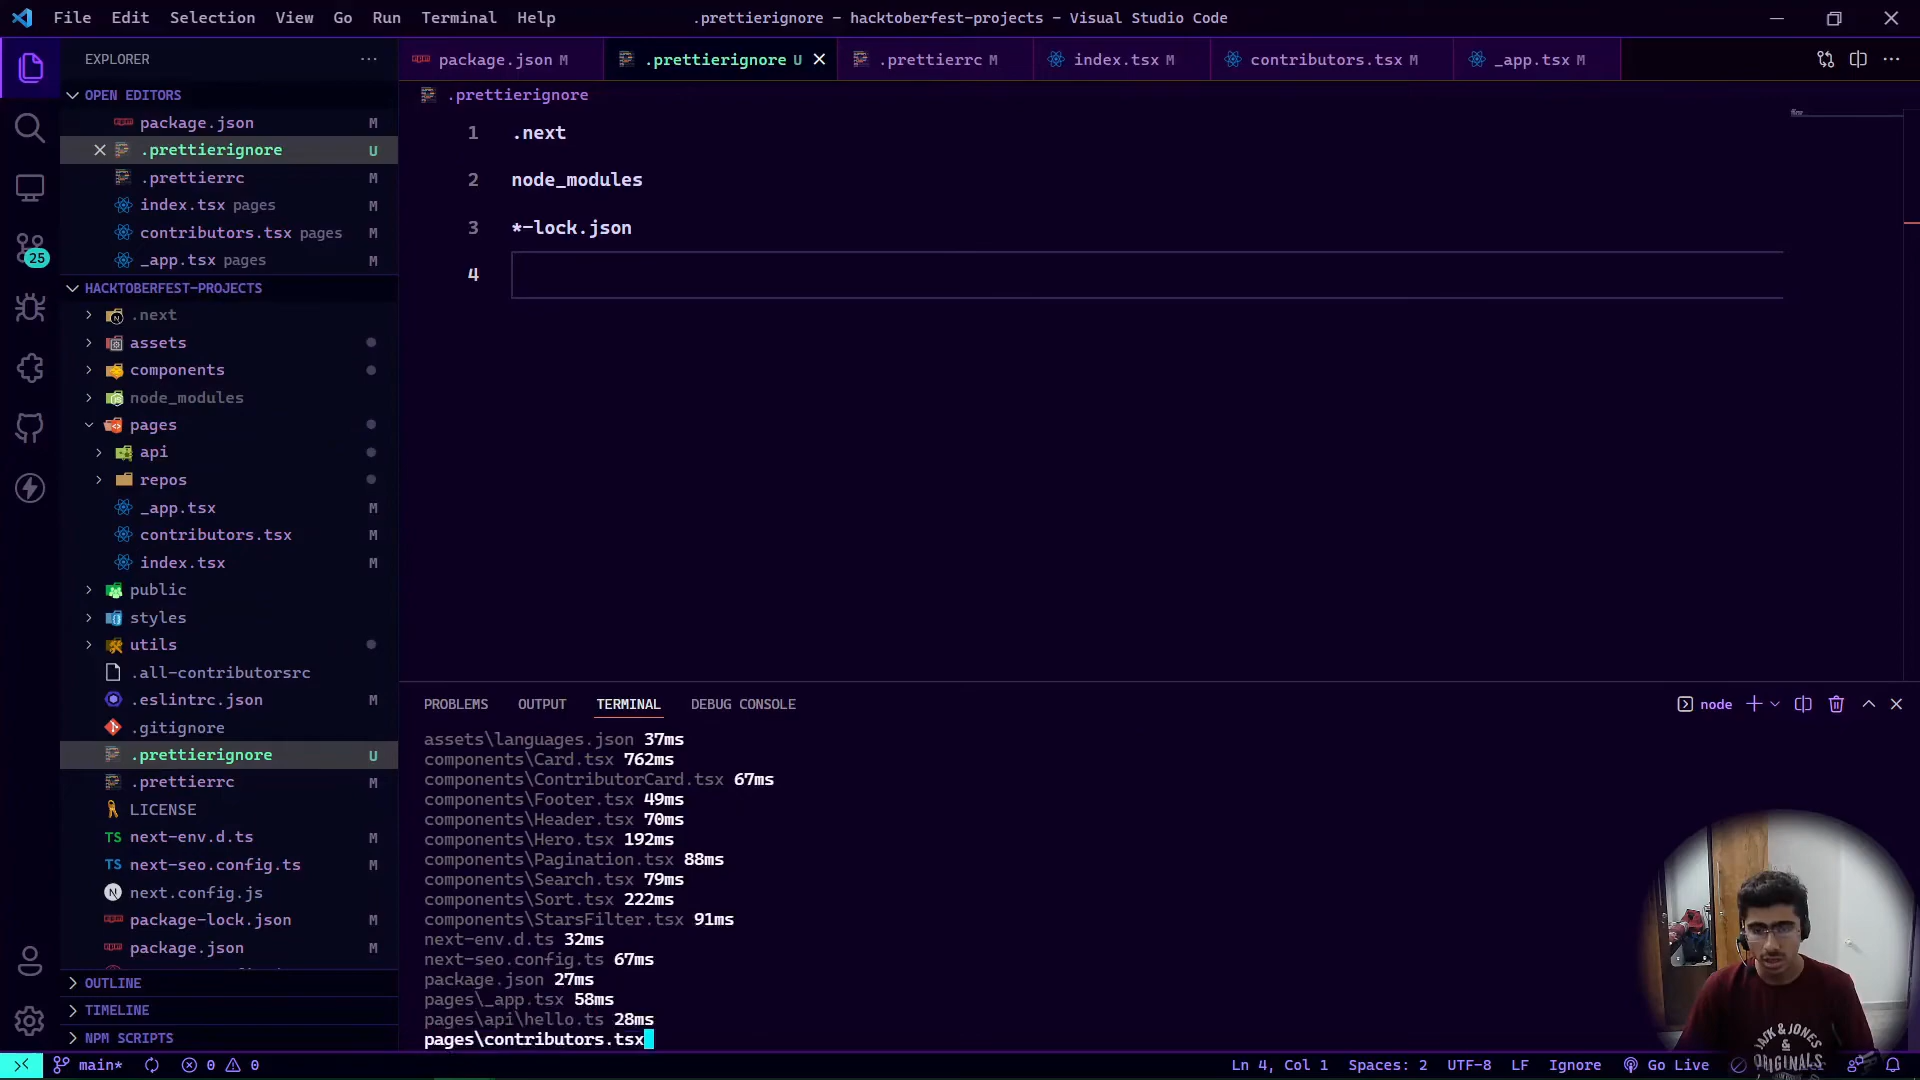 File Edit Selection View Go Run Terminal Help
.prettierignore - hacktoberfest-projects - Visual Studio Code
EXPLORER
package.json M
.prettierignore U
.prettierrc M
index.tsx M
contributors.tsx M
_app.tsx M
OPEN EDITORS
package.json M
.prettierignore U
.prettierrc M
index.tsx pages M
contributors.tsx pages M
_app.tsx pages M
HACKTOBERFEST-PROJECTS
.next
assets
components
node_modules
pages
api
repos
_app.tsx M
contributors.tsx M
index.tsx M
public
styles
utils
.all-contributorsrc
.eslintrc.json M
.gitignore
.prettierignore U
.prettierrc M
LICENSE
TS next-env.d.ts M
TS next-seo.config.ts M
N next.config.js
package-lock.json M
package.json M
OUTLINE
TIMELINE
NPM SCRIPTS
25
.prettierignore
1 .next
2 node_modules
3 *-lock.json
4
PROBLEMS OUTPUT TERMINAL DEBUG CONSOLE
node
assets\languages.json 37ms
components\Card.tsx 762ms
components\ContributorCard.tsx 67ms
components\Footer.tsx 49ms
components\Header.tsx 70ms
components\Hero.tsx 192ms
components\Pagination.tsx 88ms
components\Search.tsx 79ms
components\Sort.tsx 222ms
components\StarsFilter.tsx 91ms
next-env.d.ts 32ms
next-seo.config.ts 67ms
package.json 27ms
pages\_app.tsx 58ms
pages\api\hello.ts 28ms
pages\contributors.tsx
JACK & JONES
ORIGINALS
main* 0 0
Ln 4, Col 1 Spaces: 2 UTF-8 LF Ignore Go Live